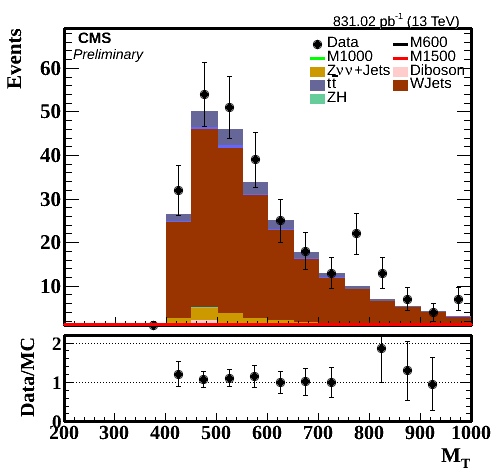 831.02 pb⁻¹ (13 TeV)
CMS
Preliminary
Events
Data
M600
M1000
M1500
Zνν+Jets
Diboson
tt̄
WJets
ZH
60
50
40
30
20
10
Data/MC
2
1
0
200 300 400 500 600 700 800 900 1000
M_T